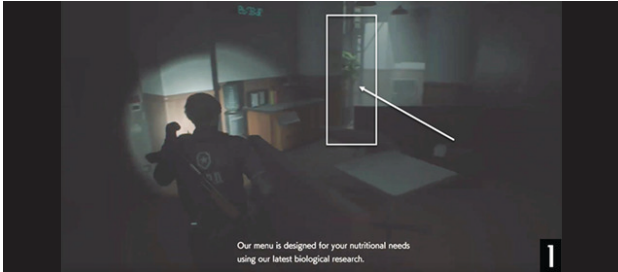 Our menu is designed for your nutritional needs
using our latest biological research.
1